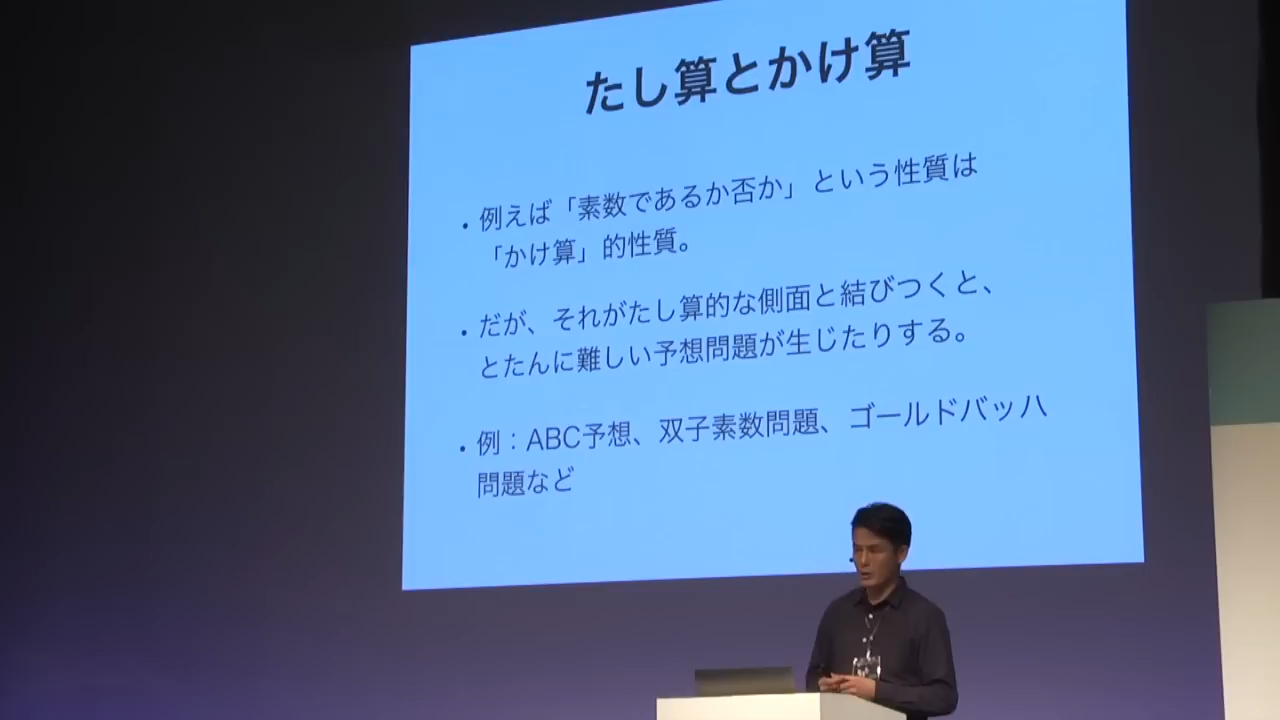 たし算とかけ算
・例えば「素数であるか否か」という性質は
「かけ算」的性質。
・だが、それがたし算的な側面と結びつくと、
とたんに難しい予想問題が生じたりする。
・例：ABC予想、双子素数問題、ゴールドバッハ
問題など